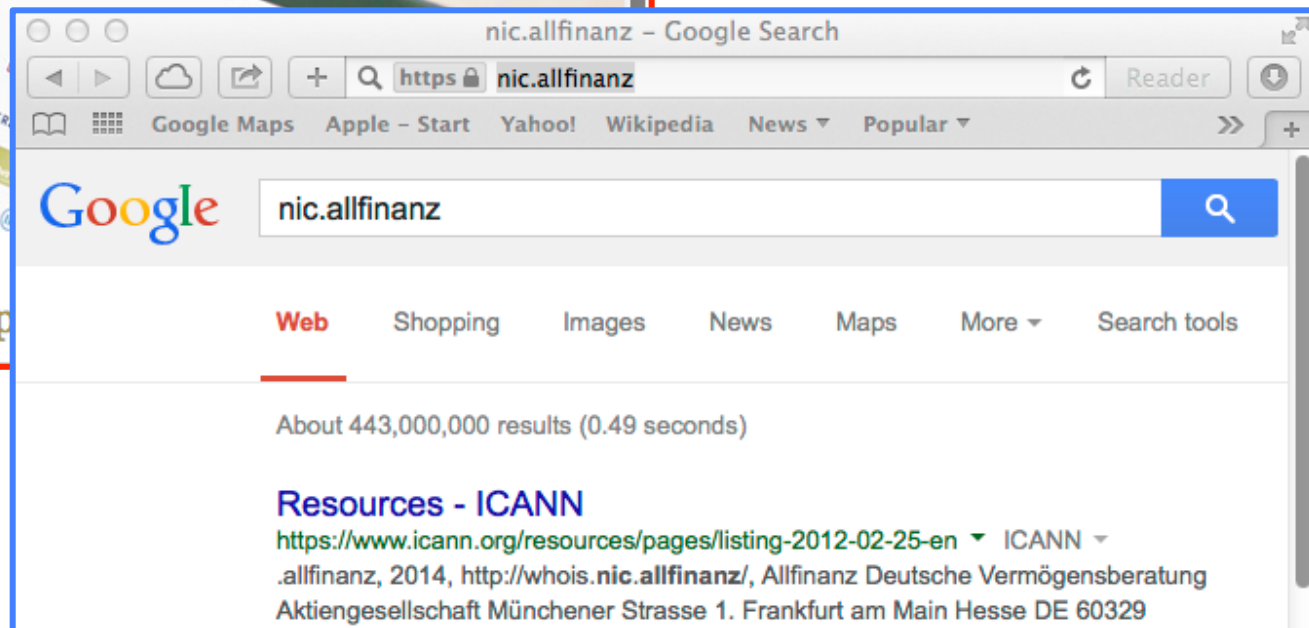 nic.allfinanz – Google Search
https nic.allfinanz Reader
Google Maps Apple – Start Yahoo! Wikipedia News Popular
Google nic.allfinanz
Web Shopping Images News Maps More Search tools
About 443,000,000 results (0.49 seconds)
Resources - ICANN
https://www.icann.org/resources/pages/listing-2012-02-25-en ICANN
.allfinanz, 2014, http://whois.nic.allfinanz/, Allfinanz Deutsche Vermögensberatung
Aktiengesellschaft Münchener Strasse 1. Frankfurt am Main Hesse DE 60329